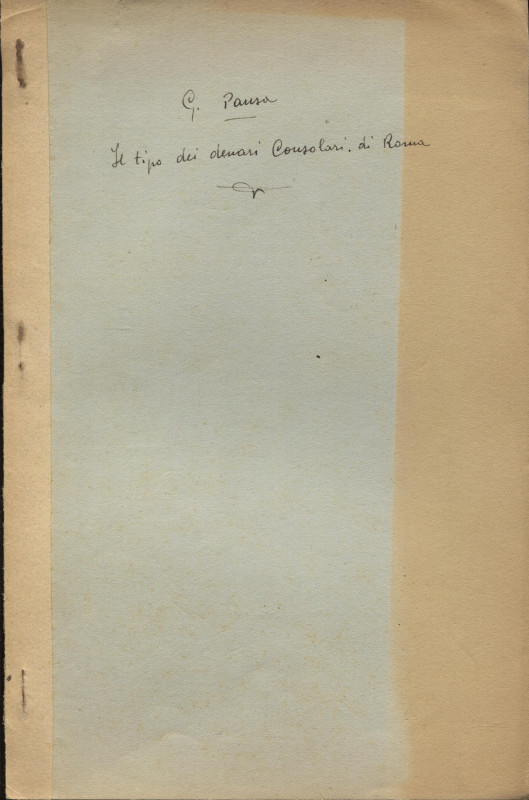 G. Pansa
Il tipo dei denari Consolari. di Roma